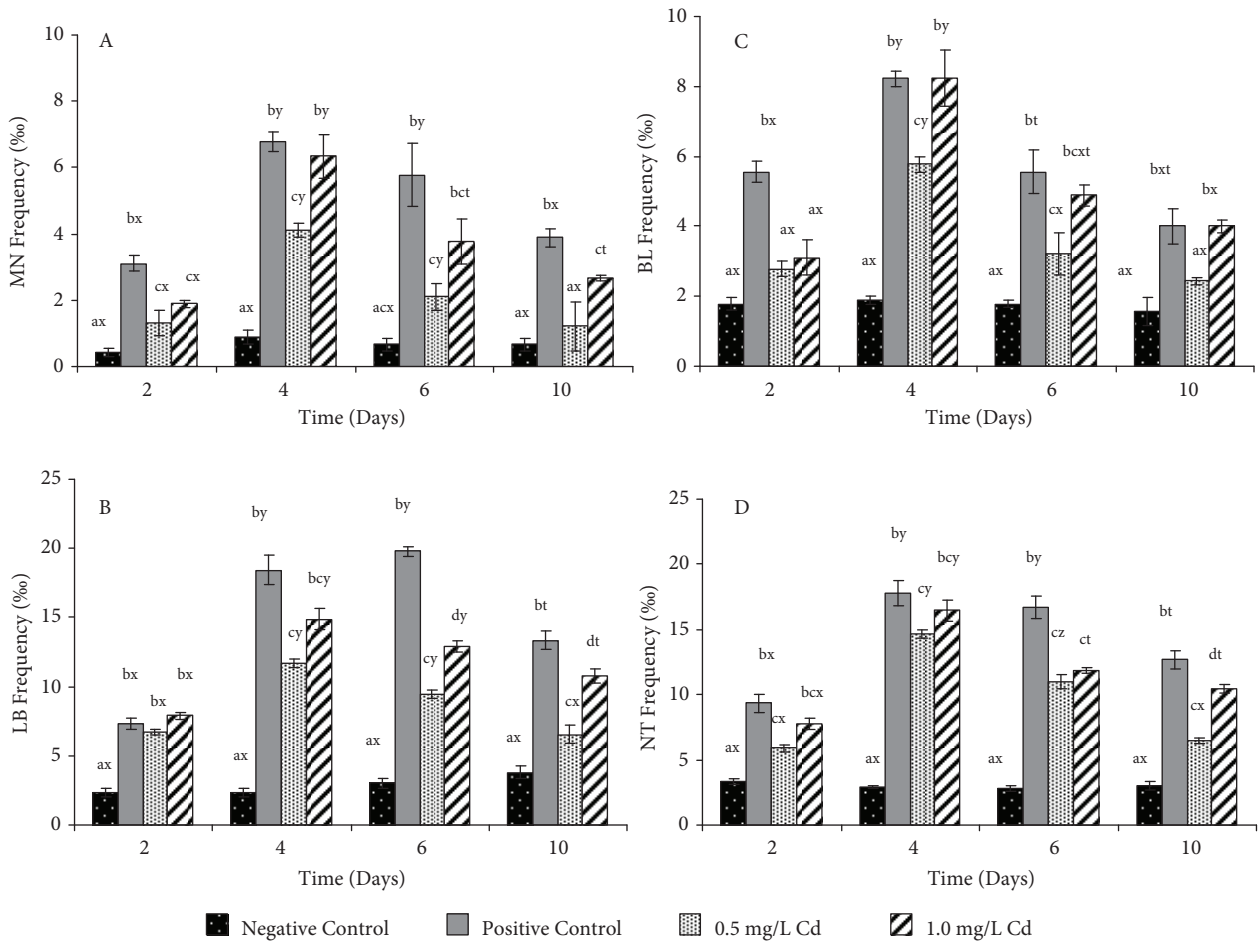 A
MN Frequency (‰)
10
8
6
4
2
0
ax
bx
cx
cx
ax
by
cy
by
acx
by
cy
bct
ax
bx
ax
ct
2
4
6
10
Time (Days)
C
BL Frequency (‰)
10
8
6
4
2
0
ax
bx
ax
ax
ax
by
cy
by
ax
bt
cx
bcxt
ax
bxt
ax
bx
2
4
6
10
Time (Days)
B
LB Frequency (‰)
25
20
15
10
5
0
ax
bx
bx
bx
ax
by
cy
bcy
ax
by
cy
dy
ax
bt
cx
dt
2
4
6
10
Time (Days)
D
NT Frequency (‰)
25
20
15
10
5
0
ax
bx
cx
bcx
ax
by
cy
bcy
ax
by
cz
ct
ax
bt
cx
dt
2
4
6
10
Time (Days)
Negative Control
Positive Control
0.5 mg/L Cd
1.0 mg/L Cd